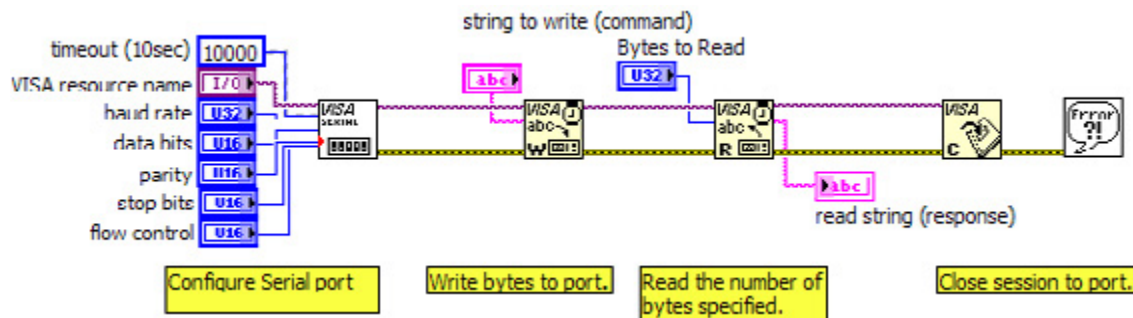 string to write (command)
Bytes to Read
timeout (10sec) 10000
VISA resource name I/O
baud rate U32
data bits U16
parity U16
stop bits U16
flow control U16
VISA
SERIAL
abc
VISA
abc
W
U32
VISA
abc
R
VISA
C
Error
?!
abc
read string (response)
Configure Serial port
Write bytes to port.
Read the number of
bytes specified.
Close session to port.